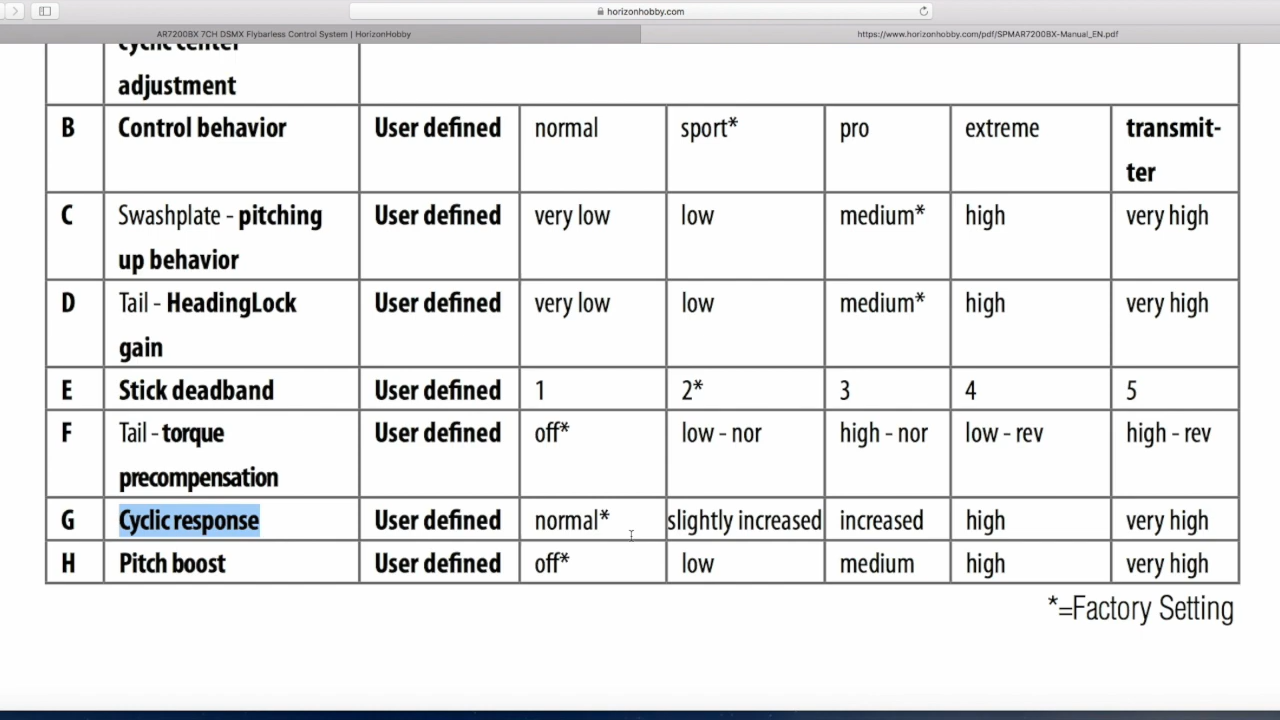 horizonhobby.com
AR7200BX 7CH DSMX Flybarless Control System | HorizonHobby
https://www.horizonhobby.com/pdf/SPMAR7200BX-Manual_EN.pdf
cyclic center
adjustment
B Control behavior User defined normal sport* pro extreme transmit-
ter
C Swashplate - pitching User defined very low low medium* high very high
up behavior
D Tail - HeadingLock User defined very low low medium* high very high
gain
E Stick deadband User defined 1 2* 3 4 5
F Tail - torque User defined off* low - nor high - nor low - rev high - rev
precompensation
G Cyclic response User defined normal* slightly increased increased high very high
H Pitch boost User defined off* low medium high very high
*=Factory Setting